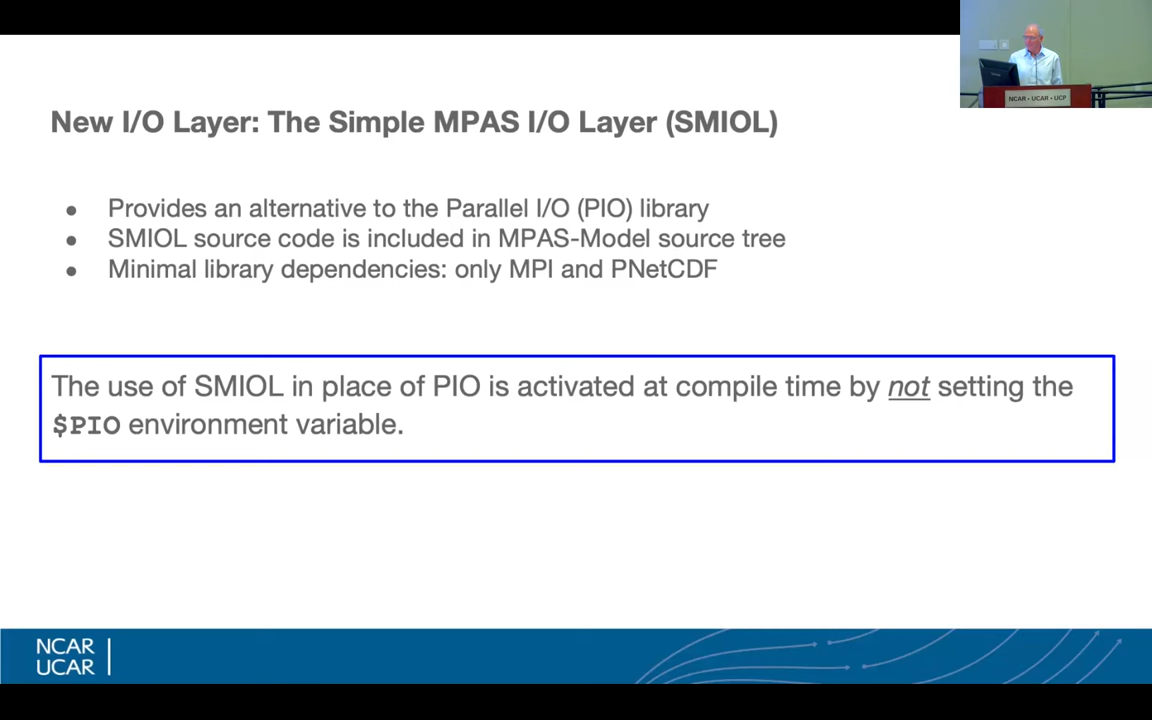 New I/O Layer: The Simple MPAS I/O Layer (SMIOL)
● Provides an alternative to the Parallel I/O (PIO) library
● SMIOL source code is included in MPAS-Model source tree
● Minimal library dependencies: only MPI and PNetCDF
The use of SMIOL in place of PIO is activated at compile time by not setting the
$PIO environment variable.
NCAR • UCAR • UCP
NCAR
UCAR